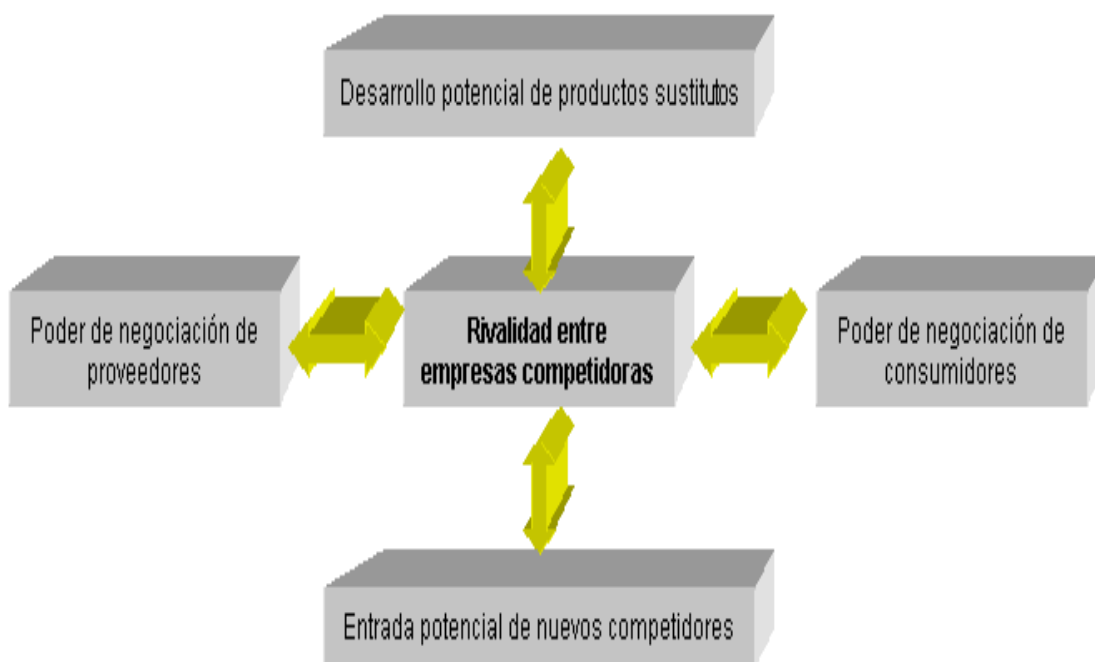 Desarrollo potencial de productos sustitutos
Poder de negociación de
proveedores
Rivalidad entre
empresas competidoras
Poder de negociación de
consumidores
Entrada potencial de nuevos competidores